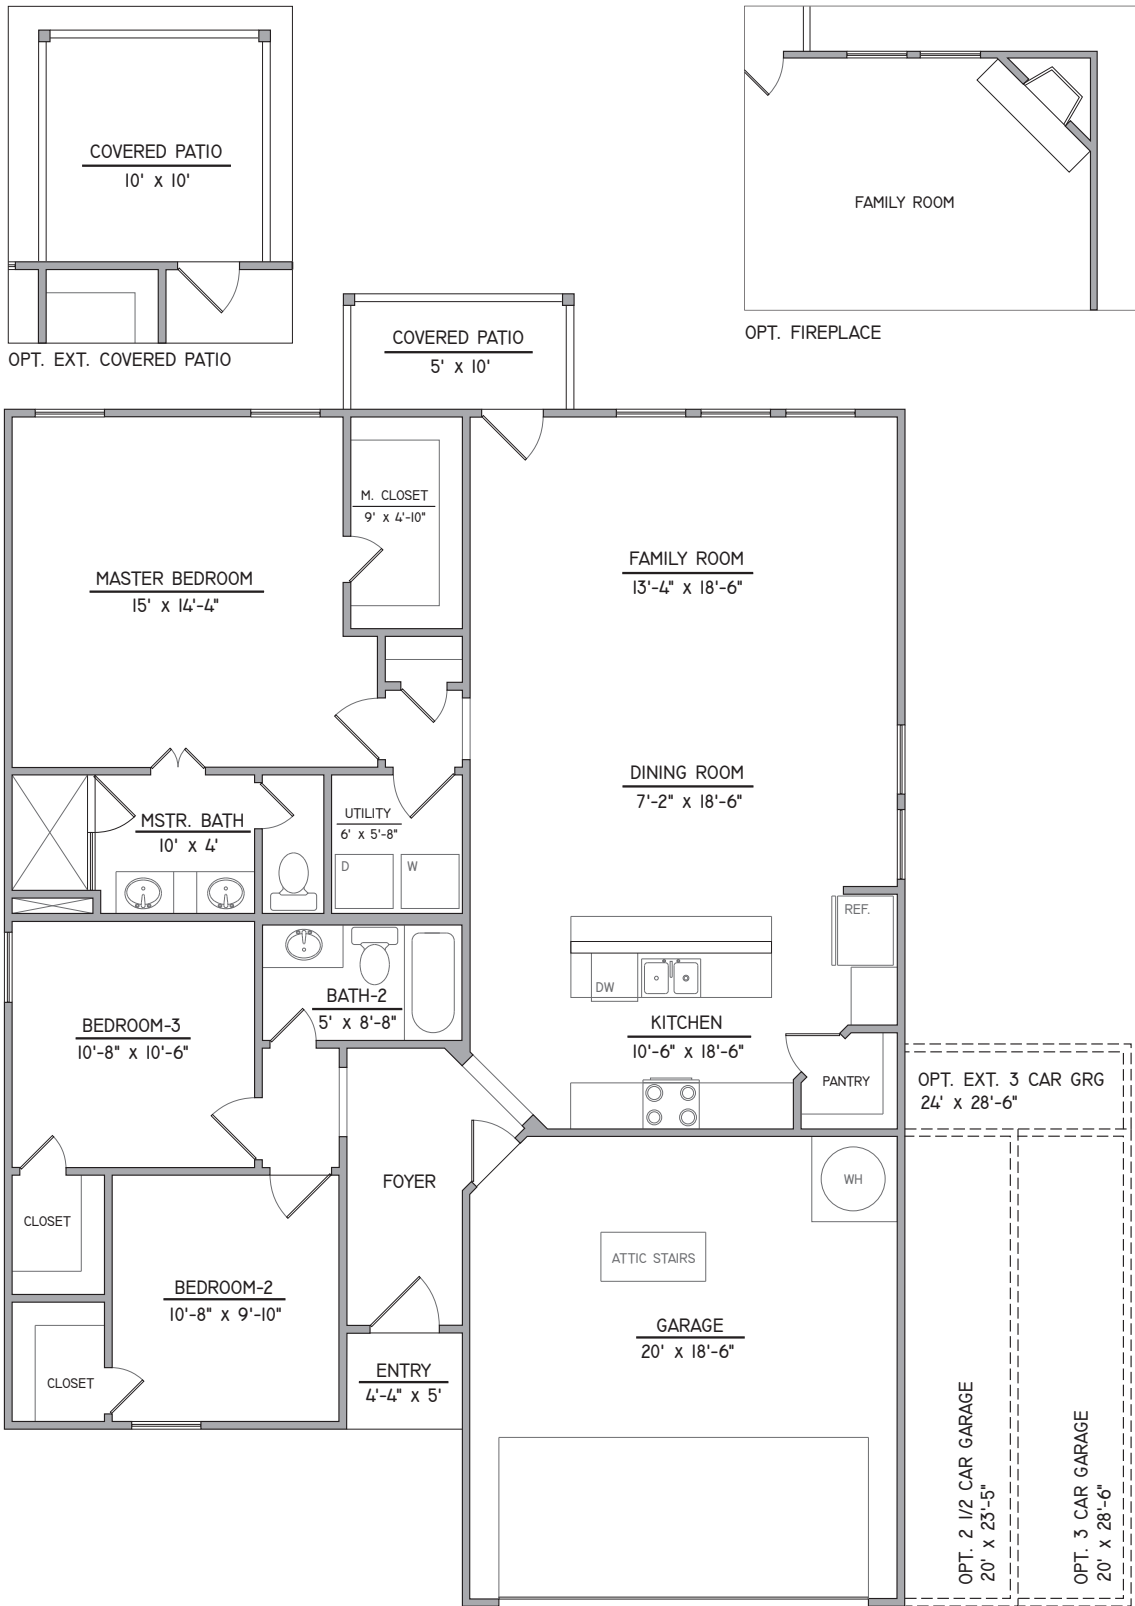 COVERED PATIO
10' X 10'
OPT. EXT. COVERED PATIO
FAMILY ROOM
OPT. FIREPLACE
COVERED PATIO
5' X 10'
M. CLOSET
9' X 4'-10"
MASTER BEDROOM
15' X 14'-4"
FAMILY ROOM
13'-4" X 18'-6"
DINING ROOM
7'-2" X 18'-6"
MSTR. BATH
10' X 4'
UTILITY
6' X 5'-8"
D
W
REF.
DW
BATH-2
5' X 8'-8"
BEDROOM-3
10'-8" X 10'-6"
KITCHEN
10'-6" X 18'-6"
PANTRY
OPT. EXT. 3 CAR GRG
24' X 28'-6"
FOYER
WH
CLOSET
ATTIC STAIRS
BEDROOM-2
10'-8" X 9'-10"
GARAGE
20' X 18'-6"
CLOSET
ENTRY
4'-4" X 5'
OPT. 2 1/2 CAR GARAGE
20' X 23'-5"
OPT. 3 CAR GARAGE
20' X 28'-6"